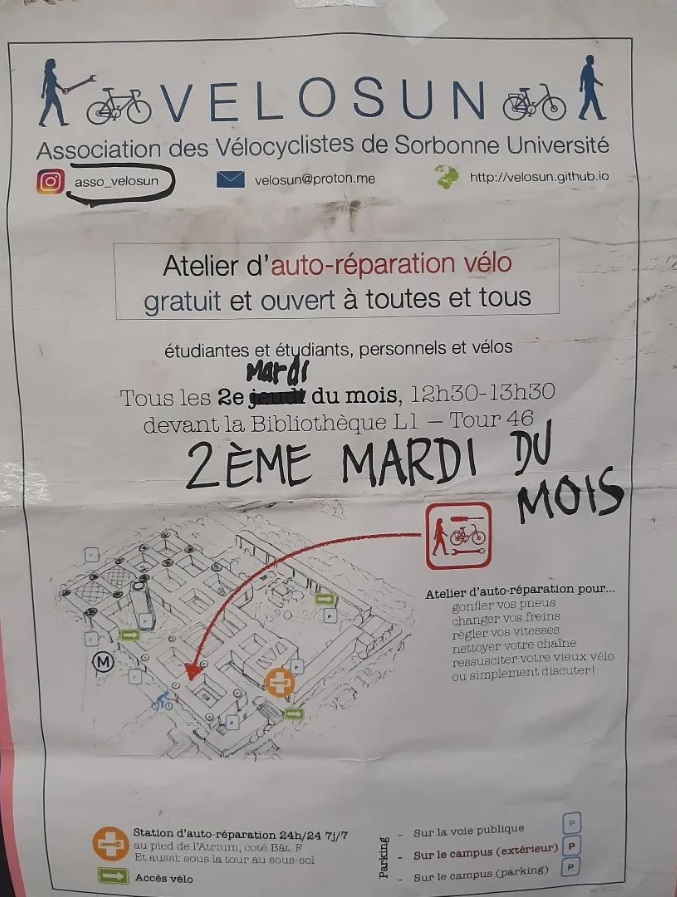 VELOSUN
Association des Vélocyclistes de Sorbonne Université
asso_velosun velosun@proton.me http://velosun.github.io
Atelier d'auto-réparation vélo
gratuit et ouvert à toutes et tous
étudiantes et étudiants, personnels et vélos
Mardi
Tous les 2e jeudi du mois, 12h30-13h30
devant la Bibliothèque L1 – Tour 46
2ÈME MARDI DU
MOIS
Atelier d'auto-réparation pour...
gonfler vos pneus
changer vos freins
régler vos vitesses
nettoyer votre chaîne
ressusciter votre vieux vélo
ou simplement discuter!
M
Station d'auto-réparation 24h/24 7j/7
au pied de l'Atrium, coté Bât. F
Et aussi: sous la tour au sous-sol
Accès vélo
Parking
- Sur la voie publique P
- Sur le campus (extérieur) P
- Sur le campus (parking) P